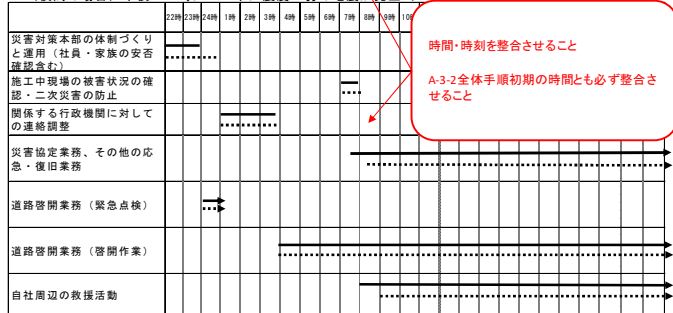 22時 23時 24時 1時 2時 3時 4時 5時 6時 7時 8時 9時
災害対策本部の体制づくり
と運用（社員・家族の安否
確認含む）
施工中現場の被害状況の確
認・二次災害の防止
関係する行政機関に対して
の連絡調整
災害協定業務、その他の応
急・復旧業務
道路啓開業務（緊急点検）
道路啓開業務（啓開作業）
自社周辺の救援活動
時間・時刻を整合させること
A-3-2全体手順初期の時間とも必ず整合さ
せること